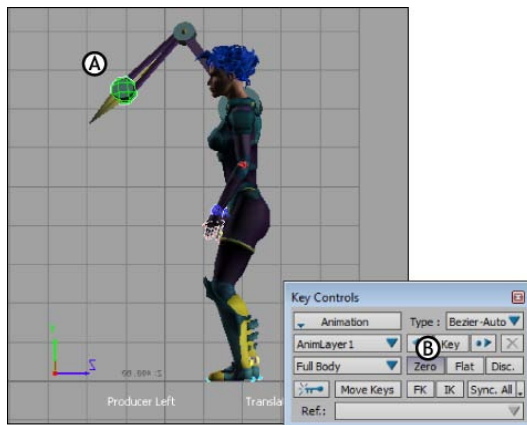 A
Key Controls
Animation Type : Bezier-Auto
AnimLayer1 B Key
Full Body Zero Flat Disc.
Move Keys FK IK Sync. All
Ref.:
Y
Z
Producer Left Transla